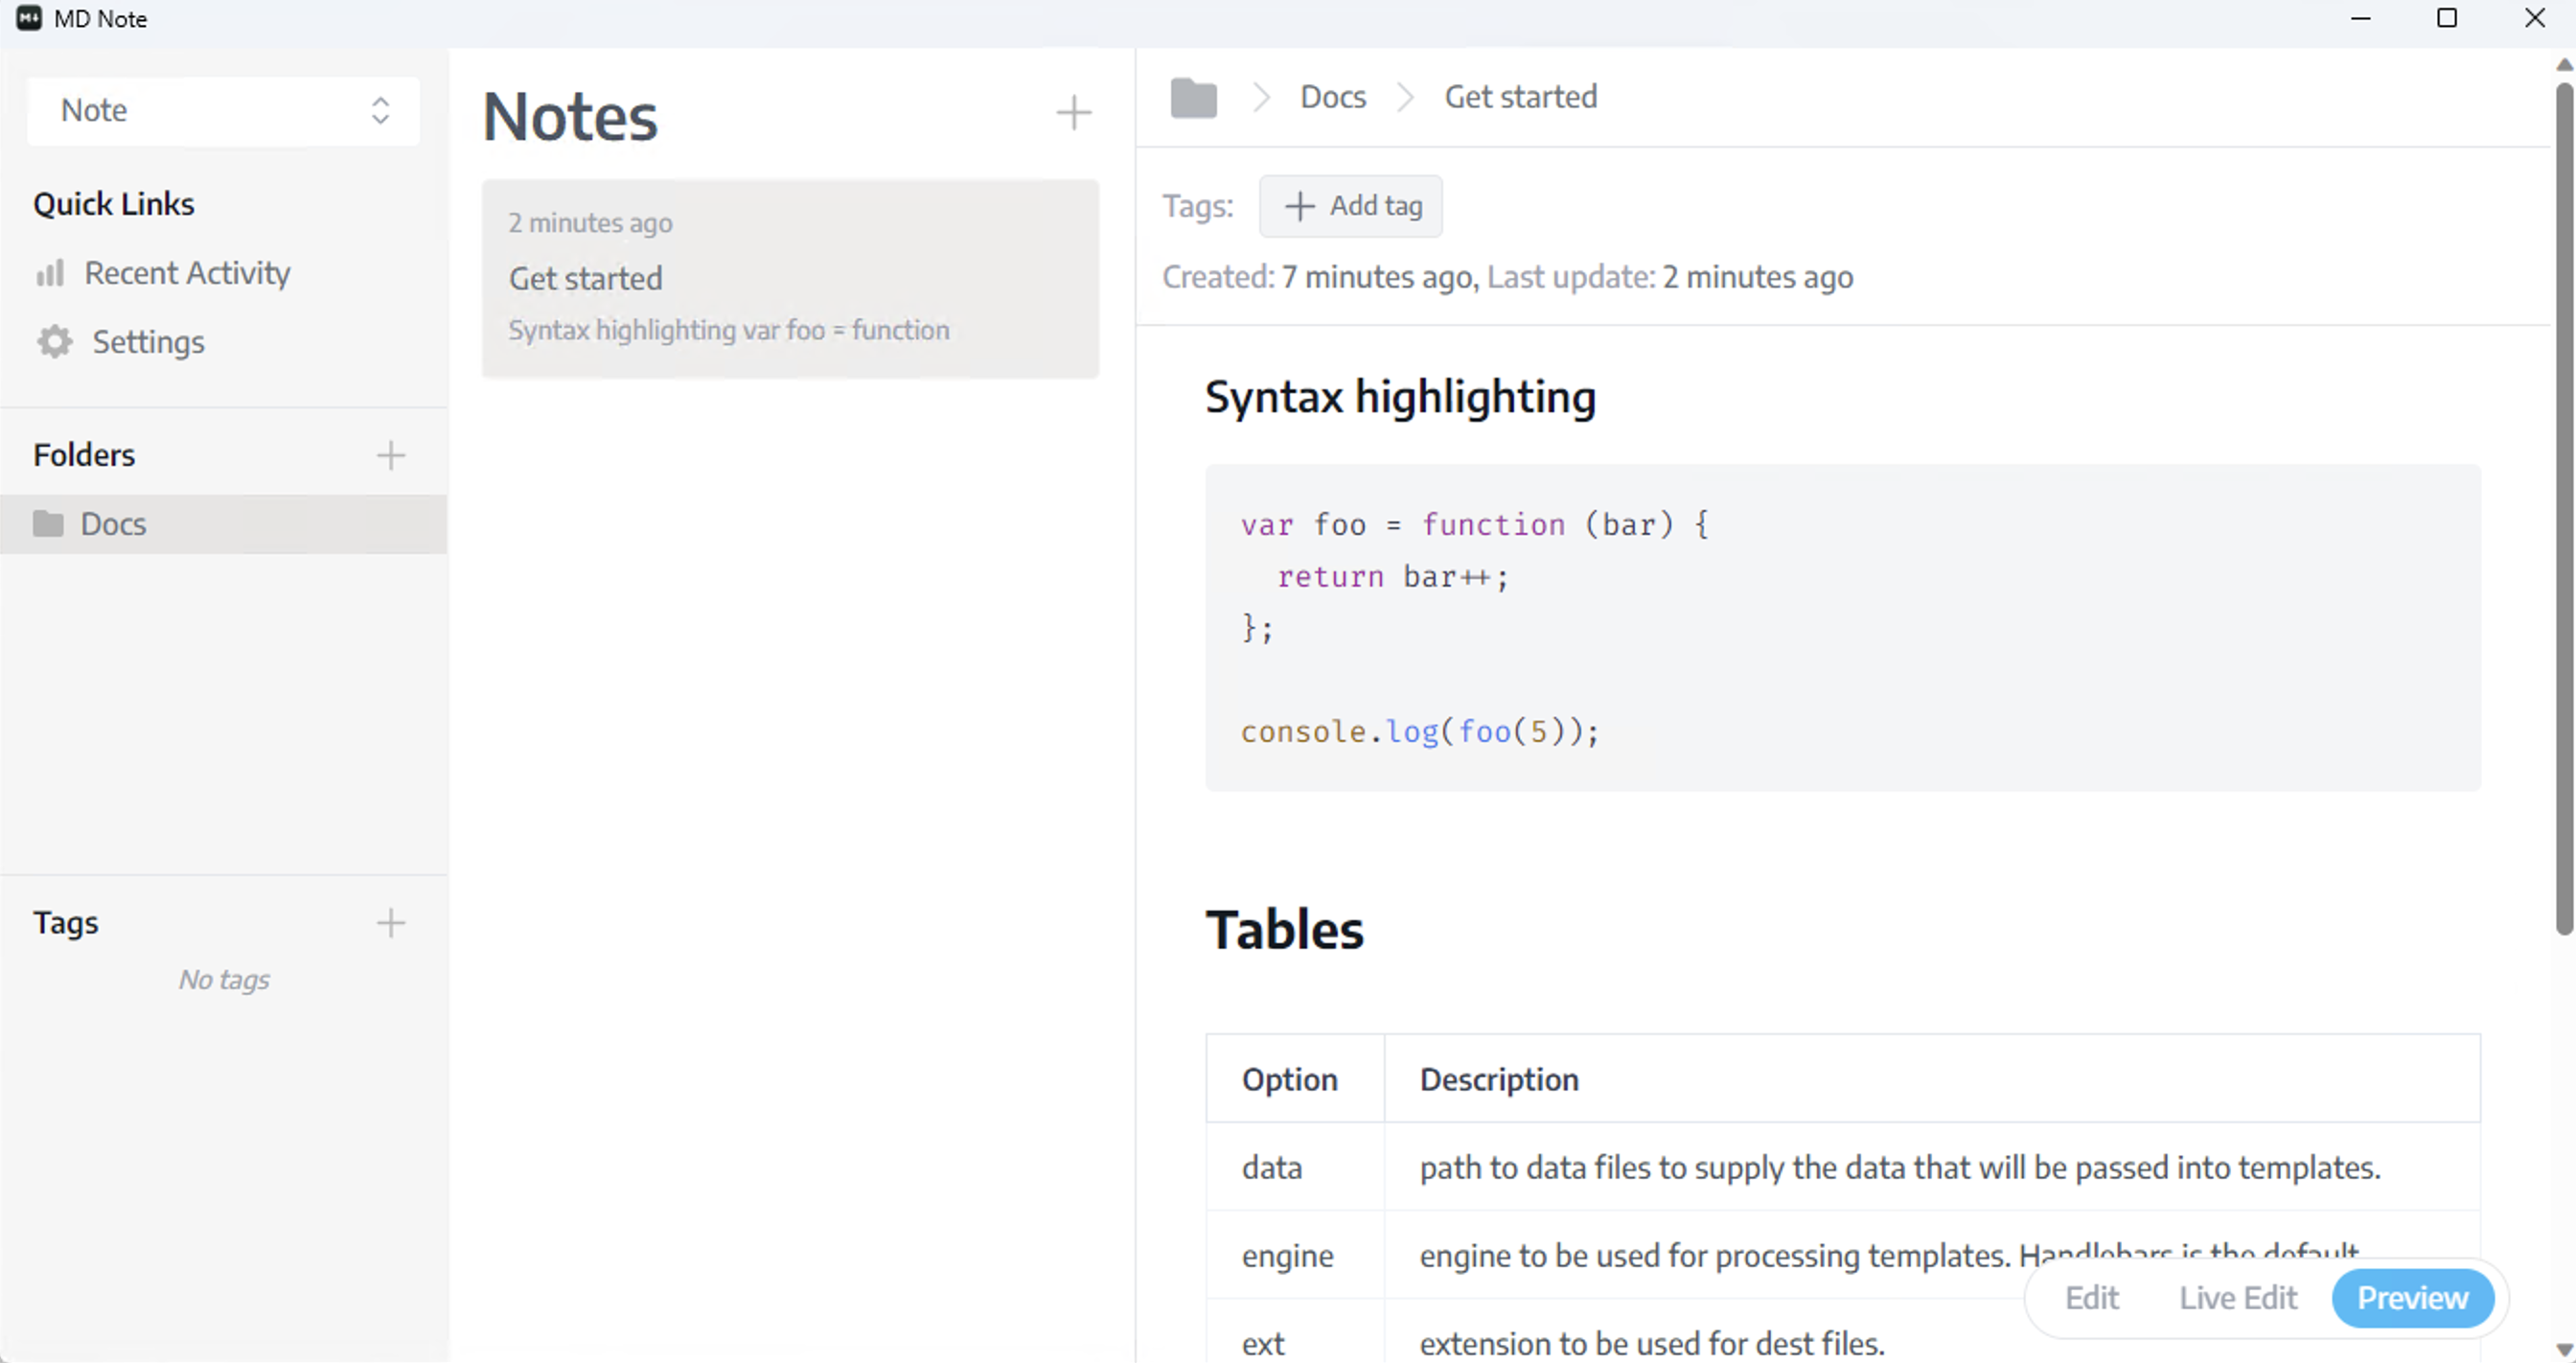 MD Note
Note
Quick Links
Recent Activity
Settings
Folders
Docs
Tags
No tags
Notes
2 minutes ago
Get started
Syntax highlighting var foo = function
Docs
Get started
Tags:
Add tag
Created: 7 minutes ago, Last update: 2 minutes ago
Syntax highlighting
var foo = function (bar) {
  return bar++;
};
console.log(foo(5));
Tables
Option Description
data path to data files to supply the data that will be passed into templates.
engine engine to be used for processing templates. Handlebars is the default
ext extension to be used for dest files.
Edit Live Edit Preview